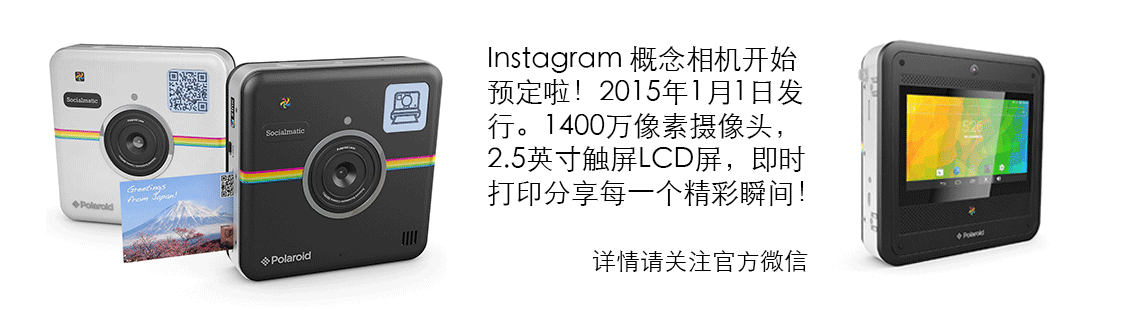 Socialmatic
Greetings
from Japan!
Polaroid
Socialmatic
Polaroid
Instagram 概念相机开始
预定啦！2015年1月1日发
行。1400万像素摄像头，
2.5英寸触屏LCD屏，即时
打印分享每一个精彩瞬间！
详情请关注官方微信
5:26
Polaroid